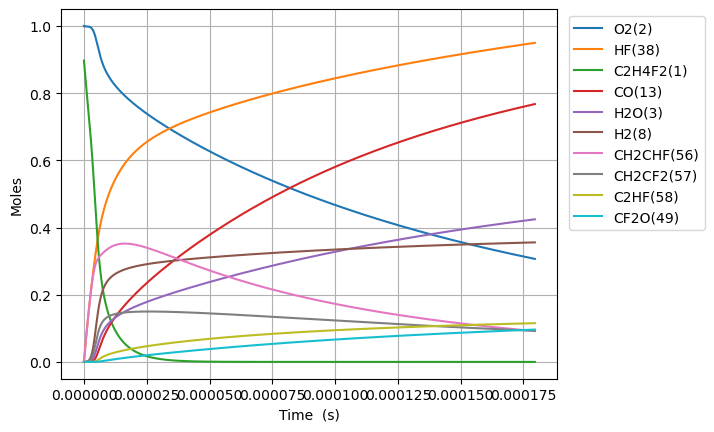 1.0
0.8
0.6
0.4
0.2
0.0
Moles
0.000000 0.000025 0.000050 0.000075 0.000100 0.000125 0.000150 0.000175
Time (s)
O2(2)
HF(38)
C2H4F2(1)
CO(13)
H2O(3)
H2(8)
CH2CHF(56)
CH2CF2(57)
C2HF(58)
CF2O(49)